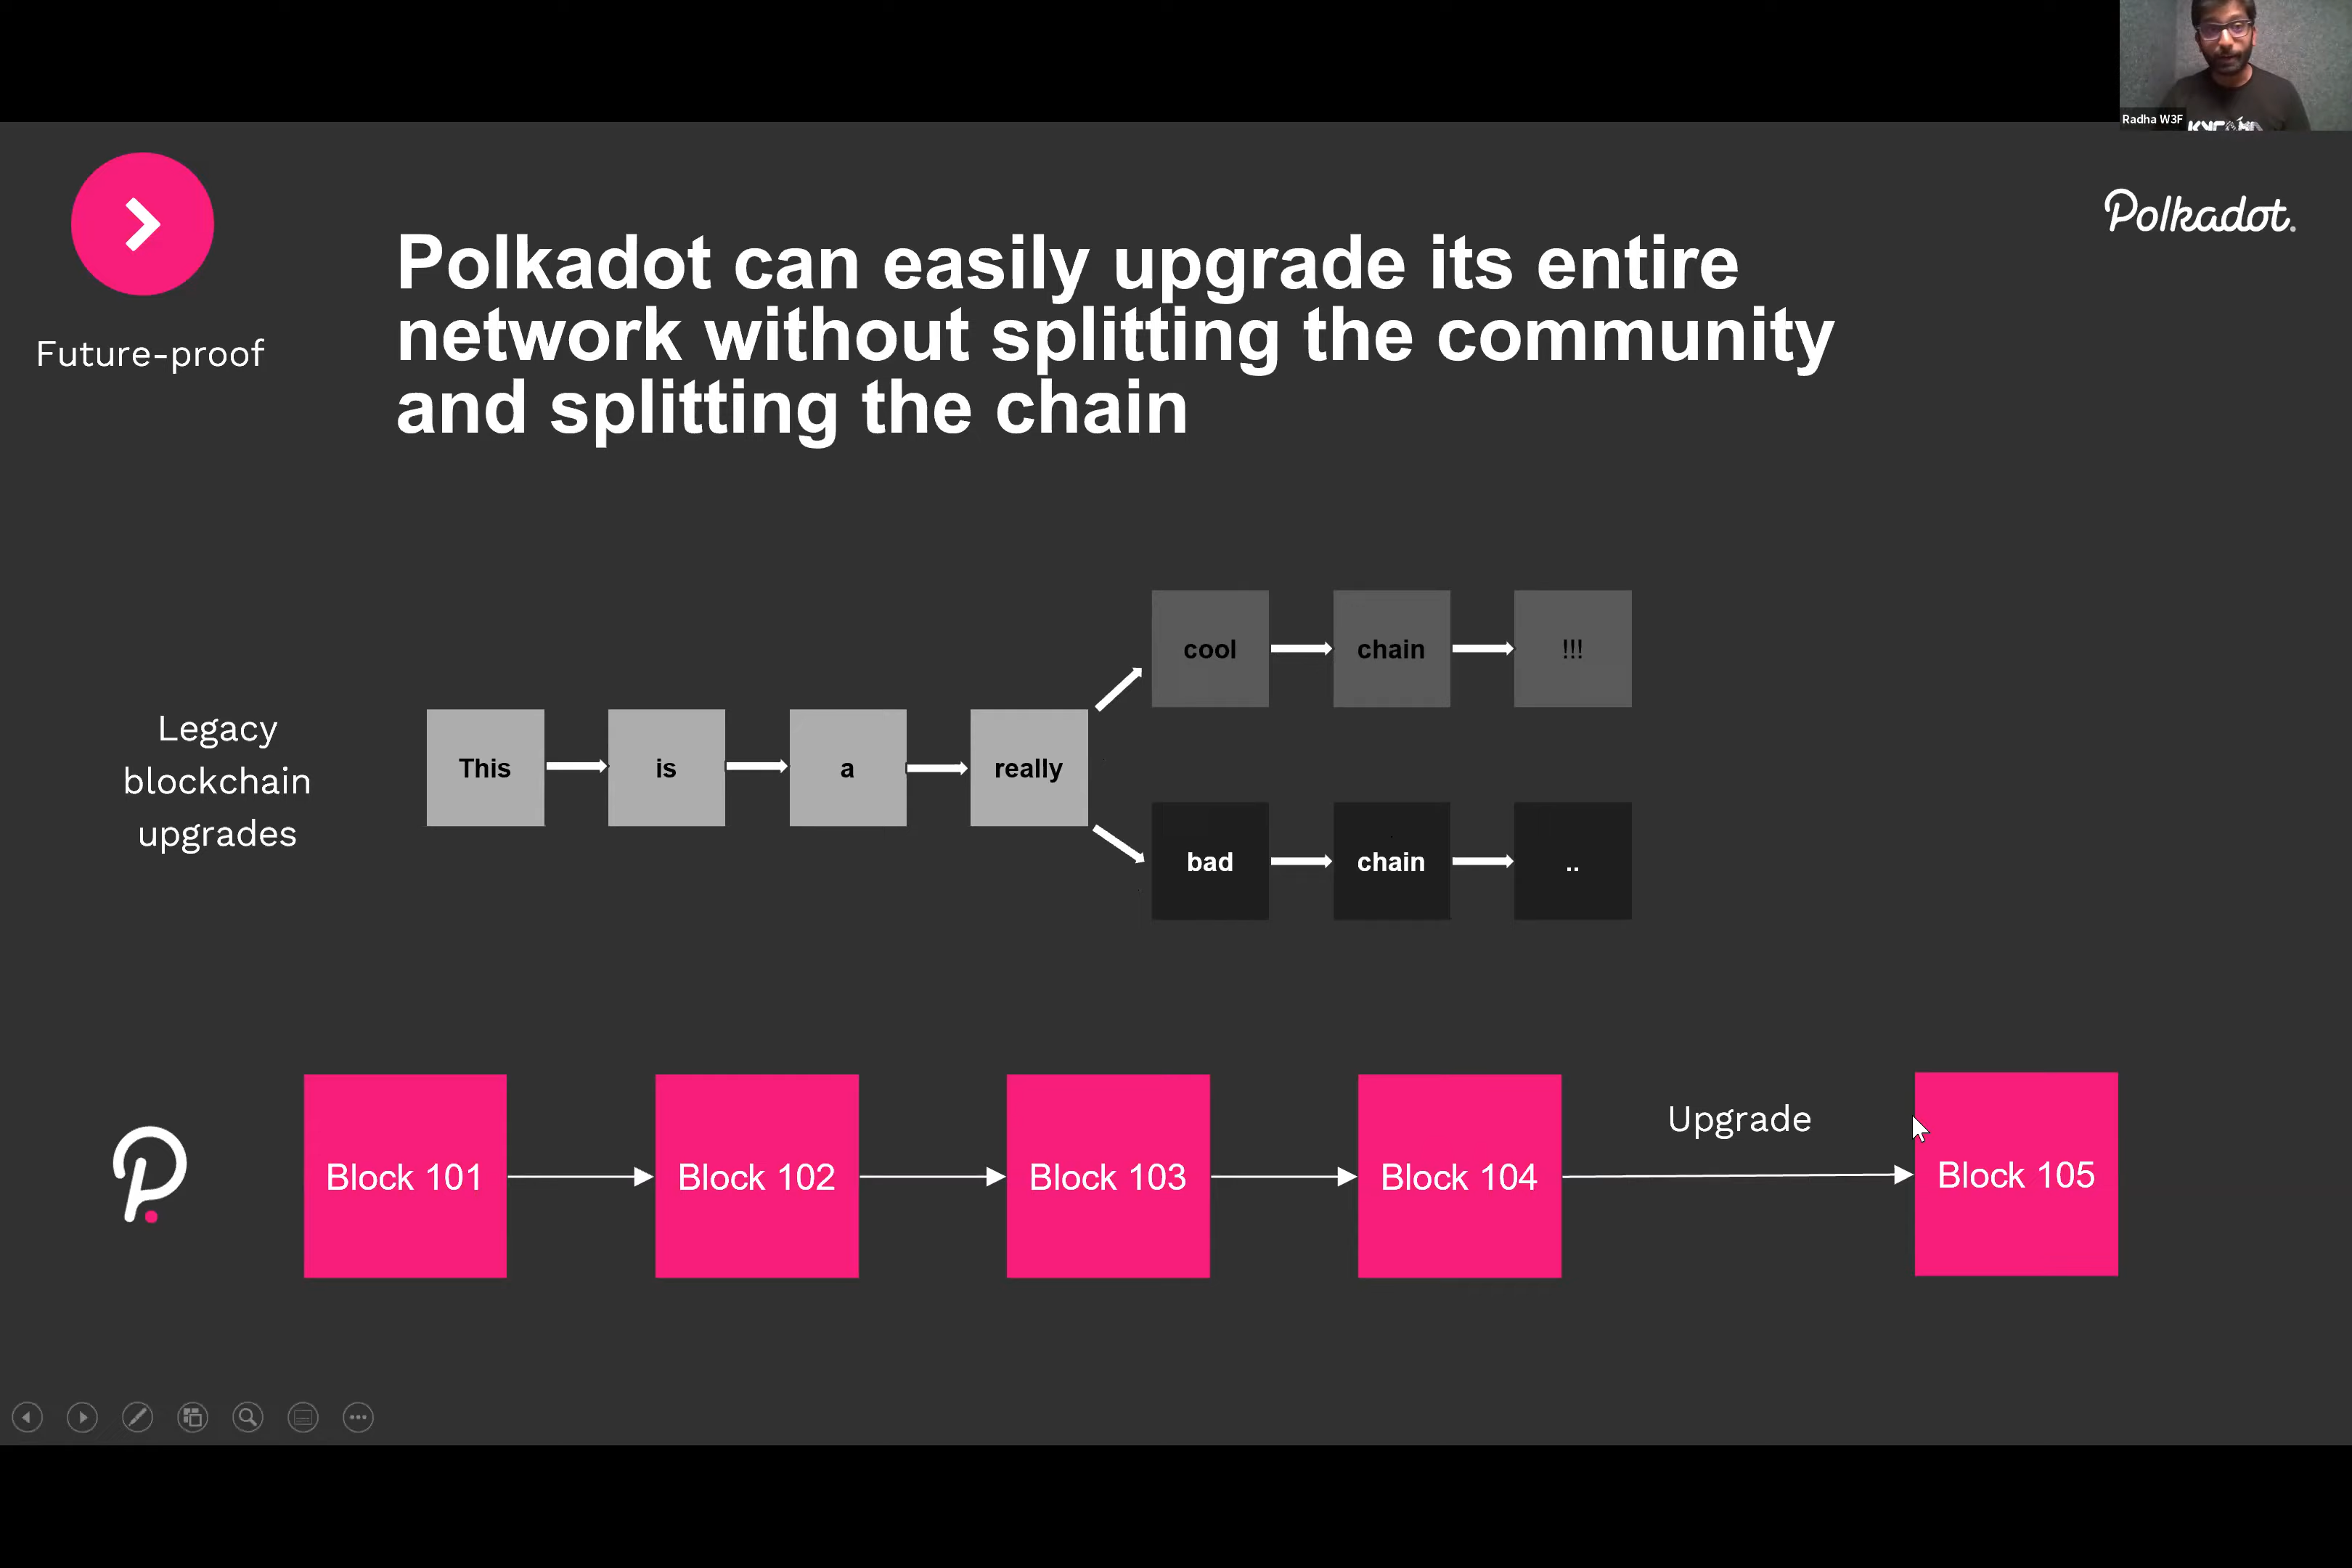 Radha W3F
Polkadot.
Future-proof
Polkadot can easily upgrade its entire
network without splitting the community
and splitting the chain
Legacy
blockchain
upgrades
This
is
a
really
cool
chain
!!!
bad
chain
..
Block 101
Block 102
Block 103
Block 104
Upgrade
Block 105